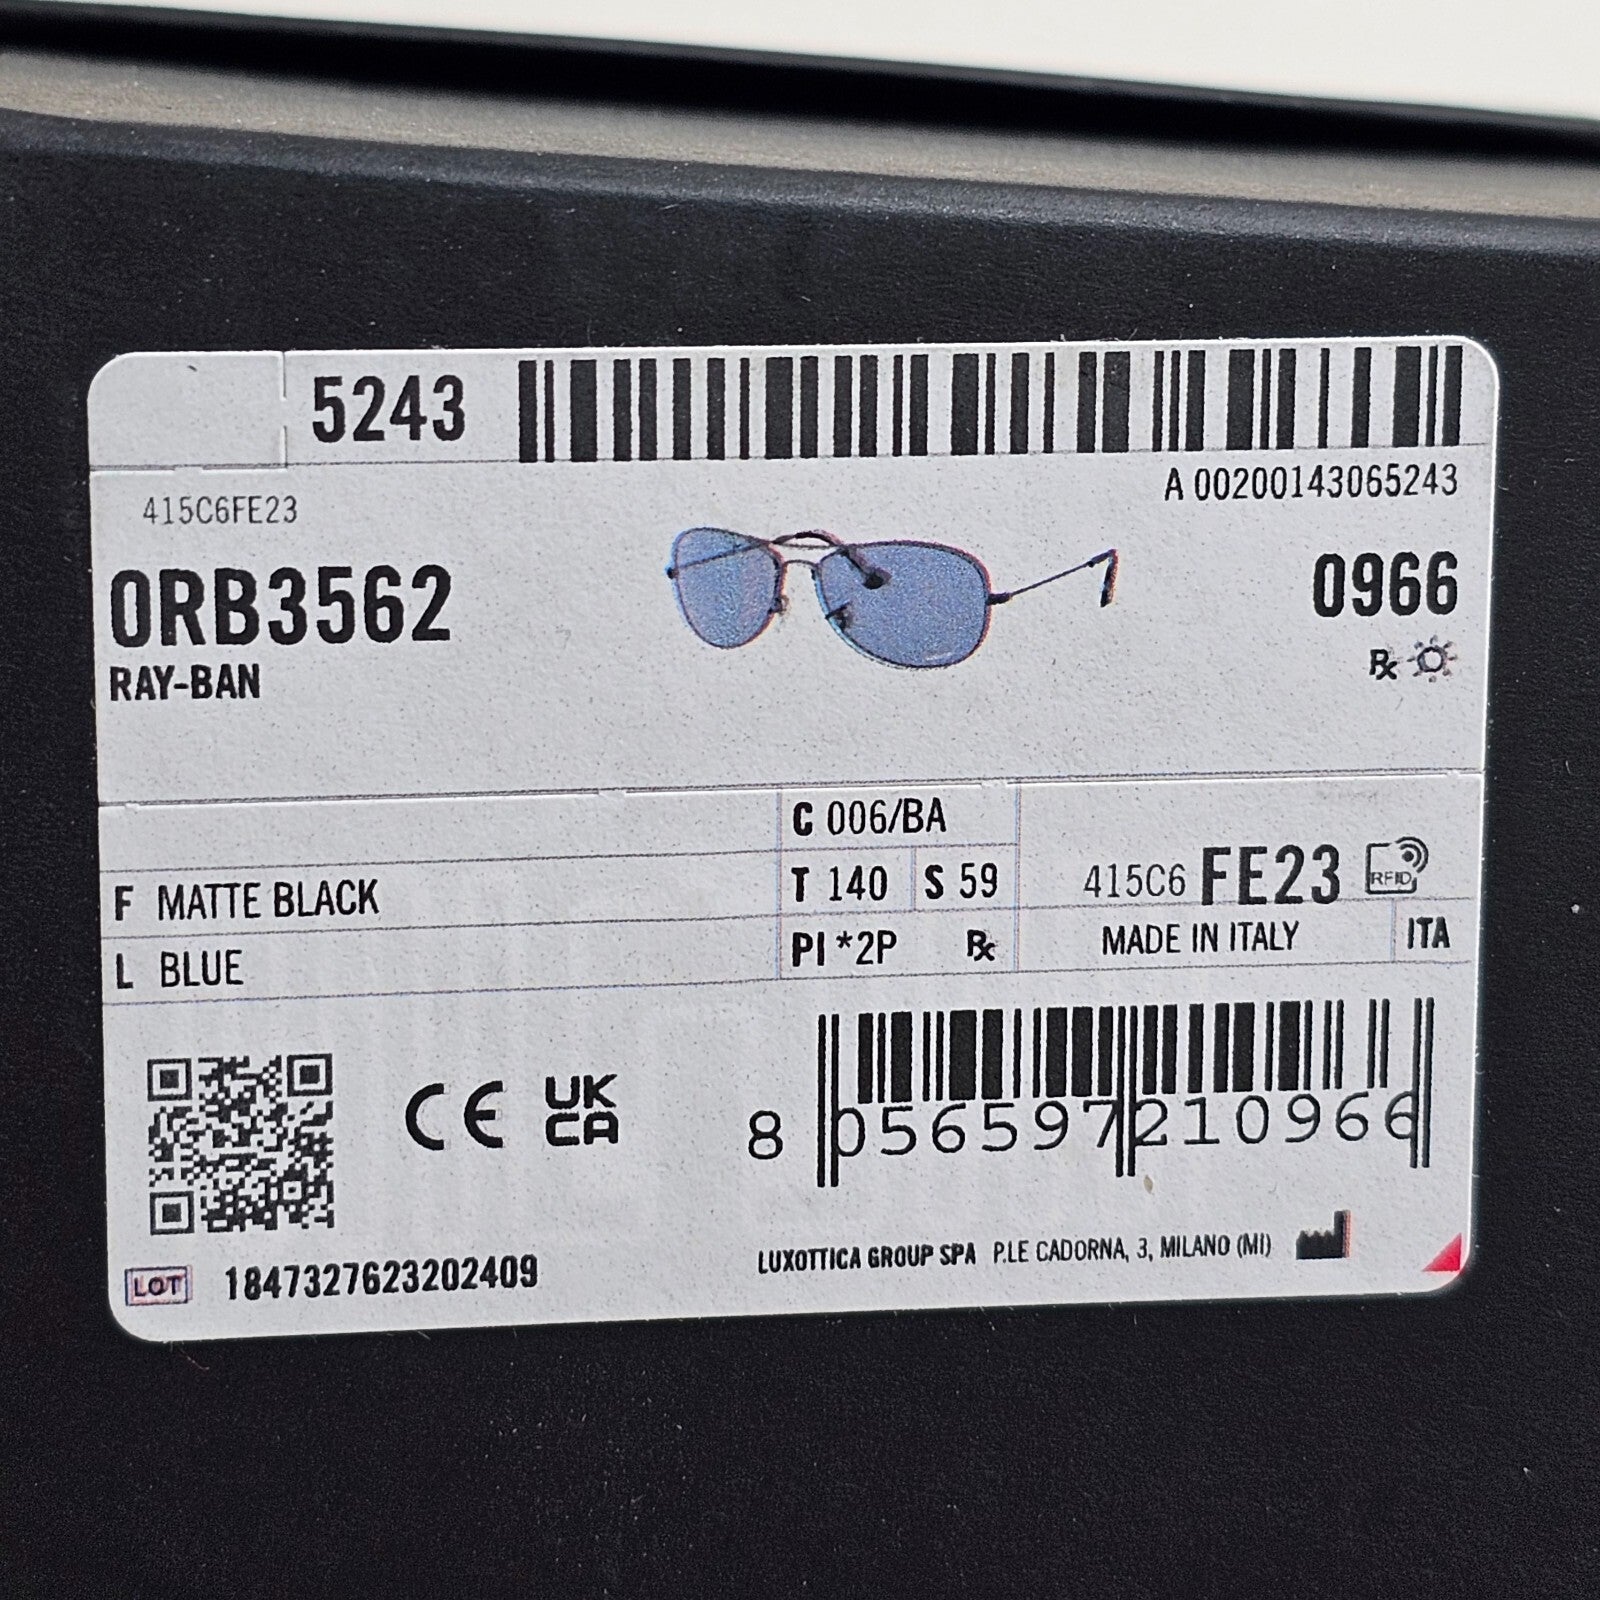 5243
A 00200143065243
415C6FE23
0RB3562
RAY-BAN
0966
Rx
C 006/BA
F MATTE BLACK
T 140 S 59
415C6 FE23 RFID
L BLUE
PI *2P Rx
MADE IN ITALY ITA
CE UK CA
8 056597 210966
LOT 1847327623202409
LUXOTTICA GROUP SPA P.LE CADORNA, 3, MILANO (MI)